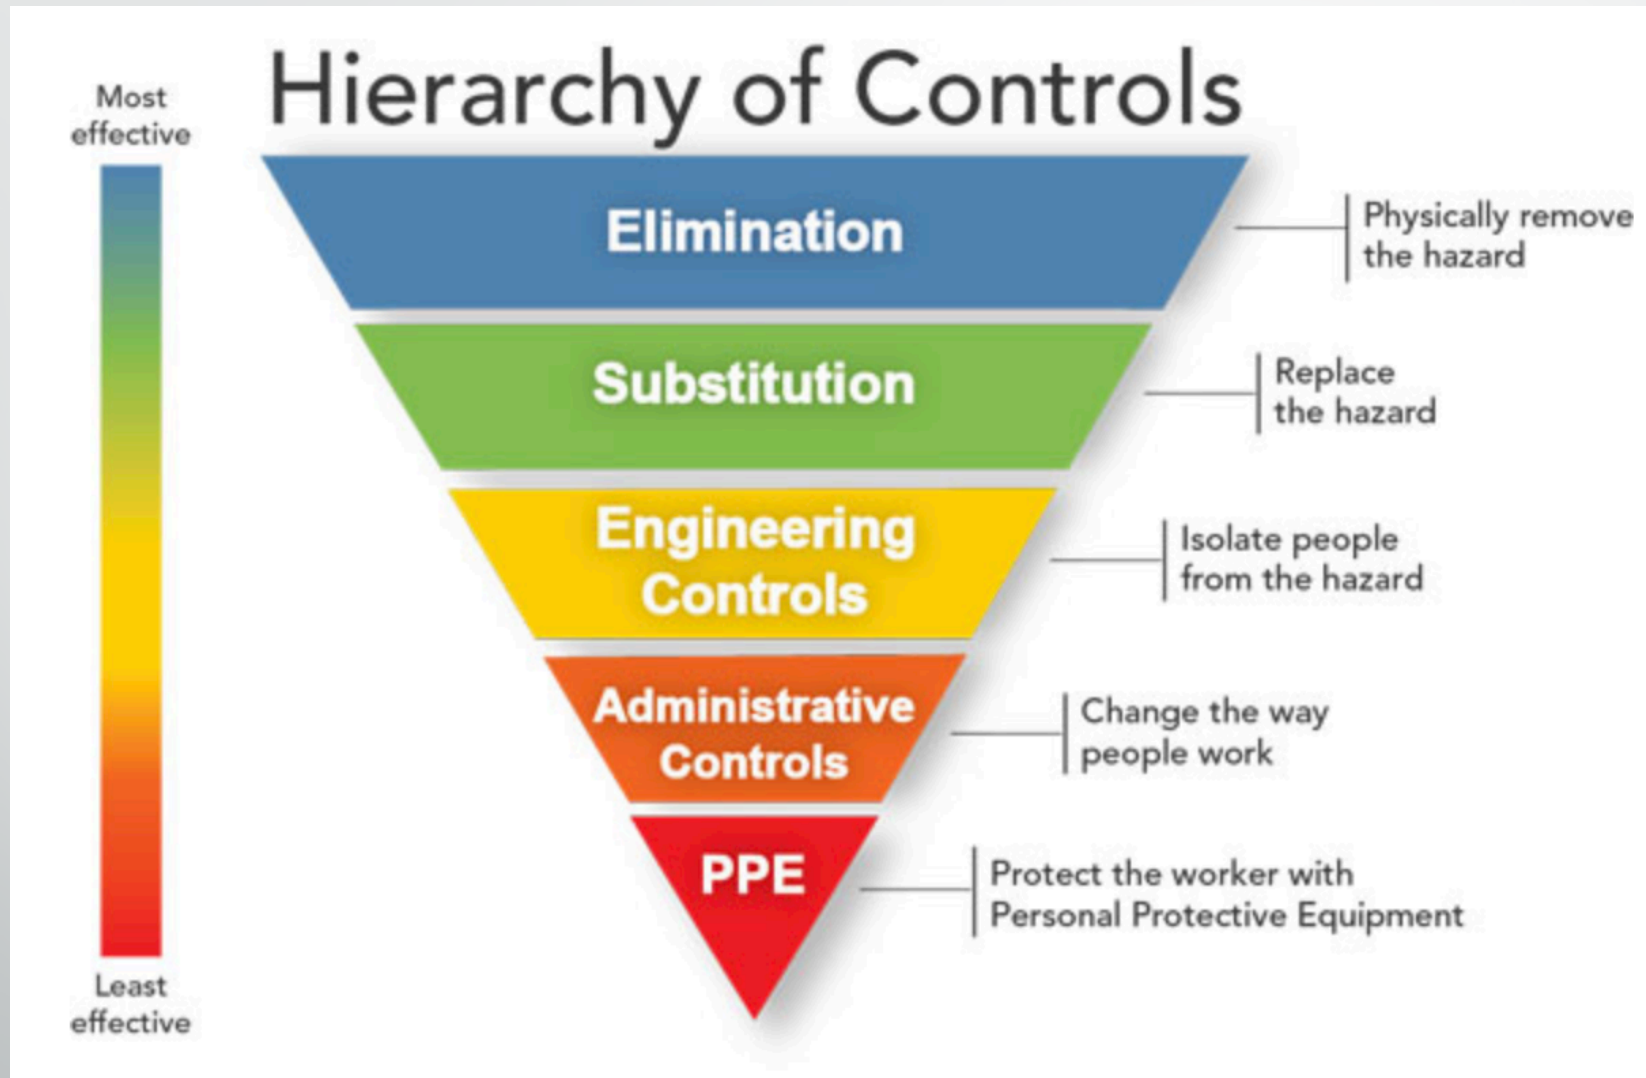 Hierarchy of Controls
Most
effective
Elimination
Physically remove
the hazard
Substitution
Replace
the hazard
Engineering
Controls
Isolate people
from the hazard
Administrative
Controls
Change the way
people work
PPE
Protect the worker with
Personal Protective Equipment
Least
effective